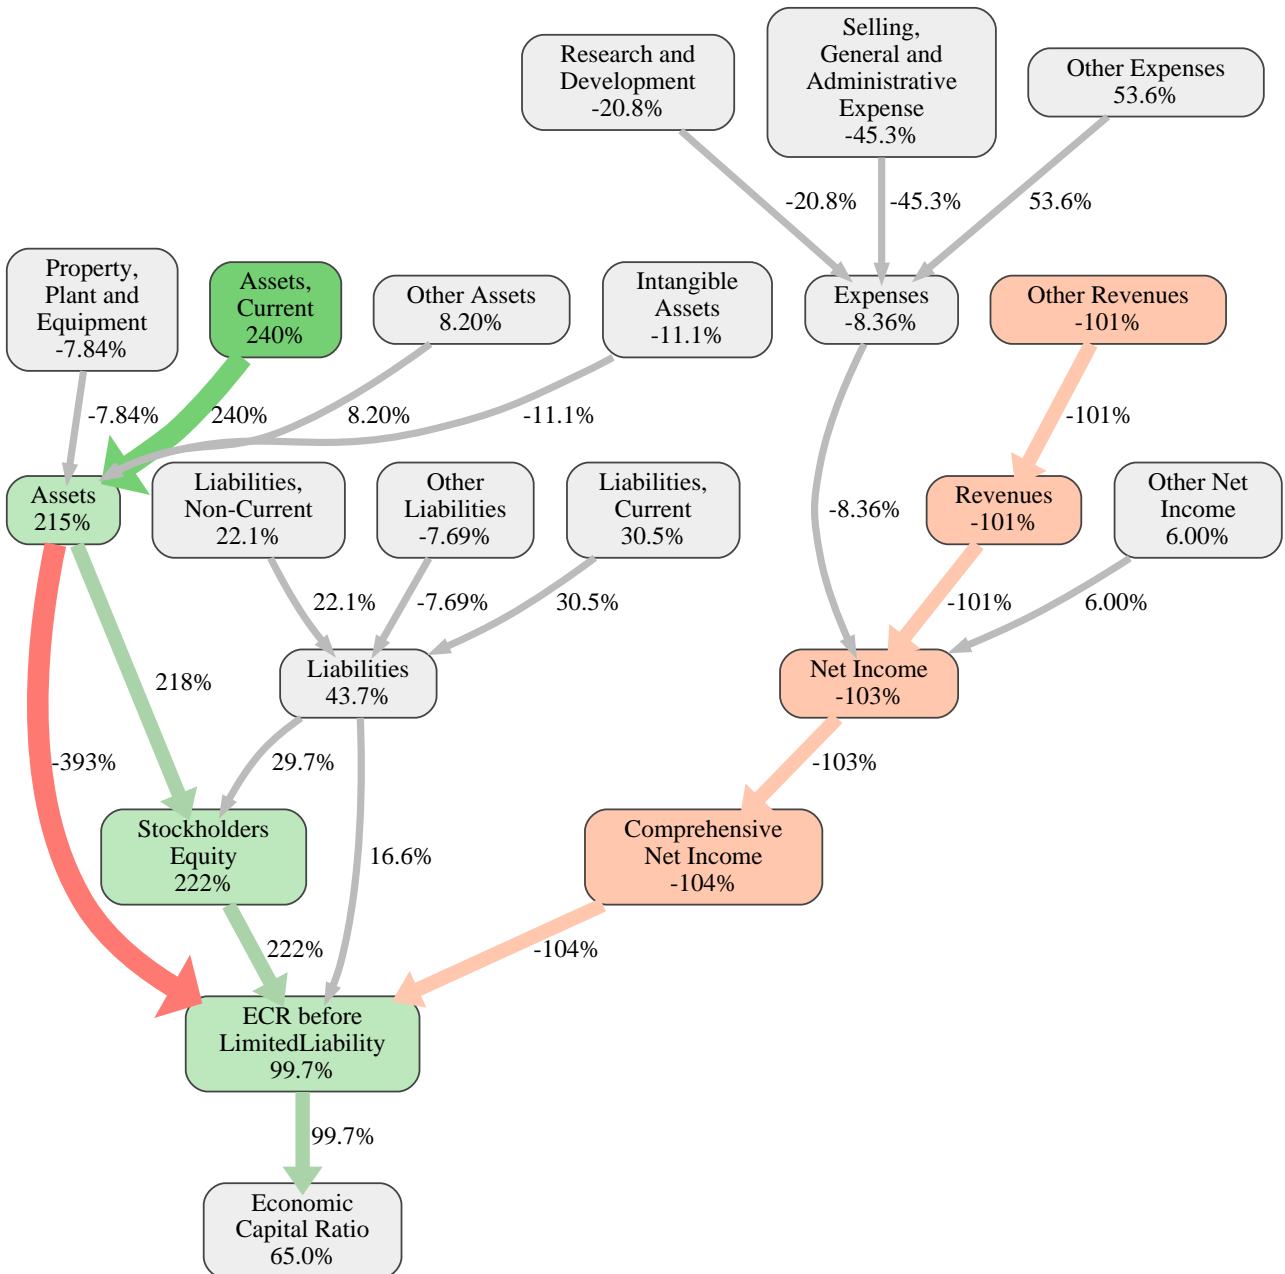 Research and
Development
-20.8%
Selling,
General and
Administrative
Expense
-45.3%
Other Expenses
53.6%
-20.8%
-45.3%
53.6%
Property,
Plant and
Equipment
-7.84%
Assets,
Current
240%
Other Assets
8.20%
Intangible
Assets
-11.1%
Expenses
-8.36%
Other Revenues
-101%
-7.84%
240%
8.20%
-11.1%
-101%
Assets
215%
Liabilities,
Non-Current
22.1%
Other
Liabilities
-7.69%
Liabilities,
Current
30.5%
-8.36%
Revenues
-101%
Other Net
Income
6.00%
22.1%
-7.69%
30.5%
-101%
6.00%
218%
Liabilities
43.7%
Net Income
-103%
-393%
29.7%
-103%
Stockholders
Equity
222%
16.6%
Comprehensive
Net Income
-104%
222%
-104%
ECR before
LimitedLiability
99.7%
99.7%
Economic
Capital Ratio
65.0%